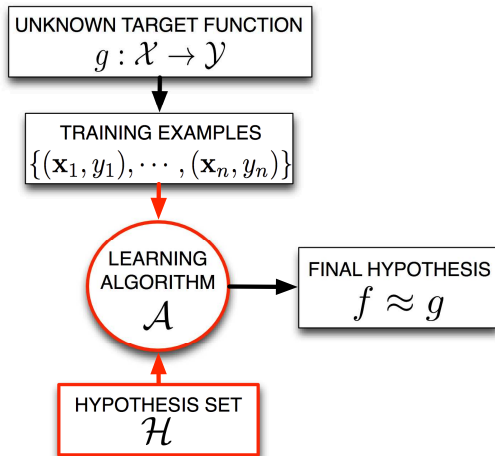 UNKNOWN TARGET FUNCTION
g : 𝒳 → 𝒴
TRAINING EXAMPLES
{(𝐱₁, y₁), ⋯ , (𝐱ₙ, yₙ)}
LEARNING
ALGORITHM
𝒜
FINAL HYPOTHESIS
f ≈ g
HYPOTHESIS SET
ℋ